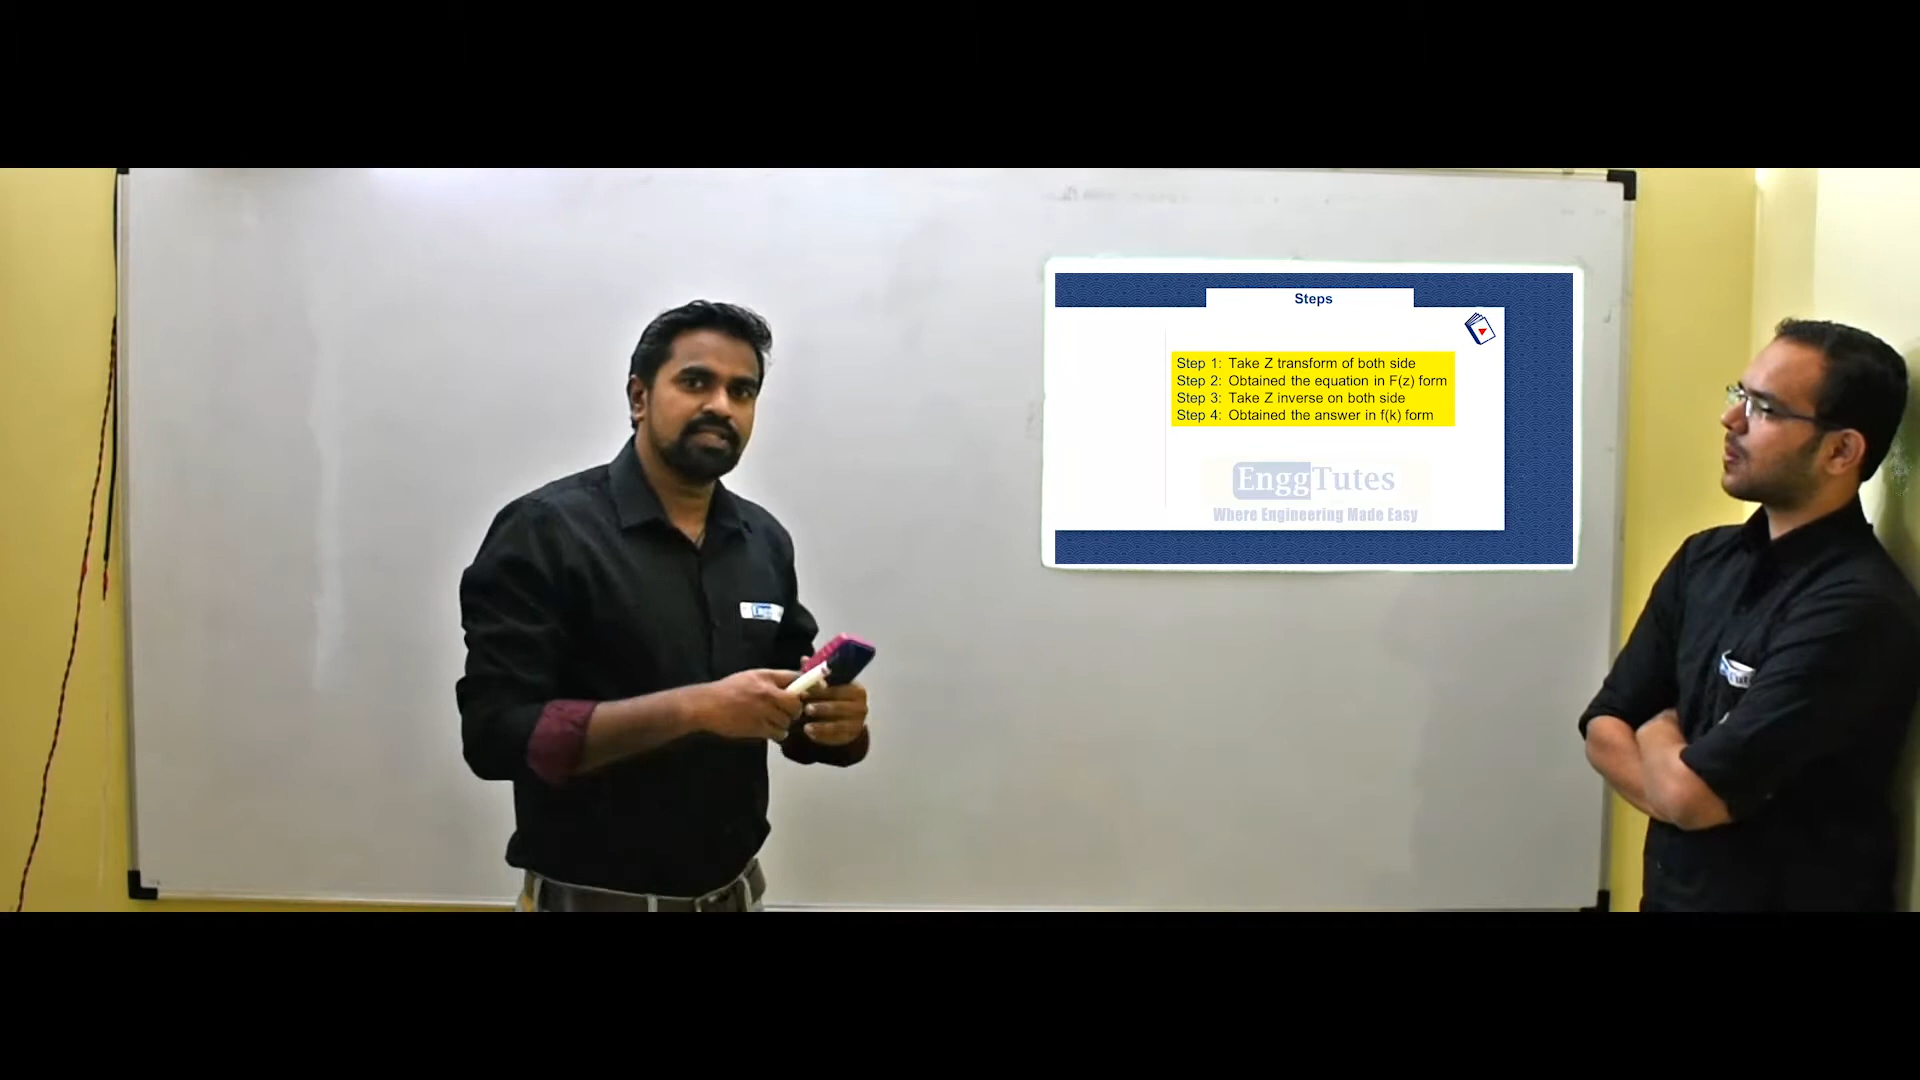 Steps
Step 1: Take Z transform of both side
Step 2: Obtained the equation in F(z) form
Step 3: Take Z inverse on both side
Step 4: Obtained the answer in f(k) form
EnggTutes
Where Engineering Made Easy